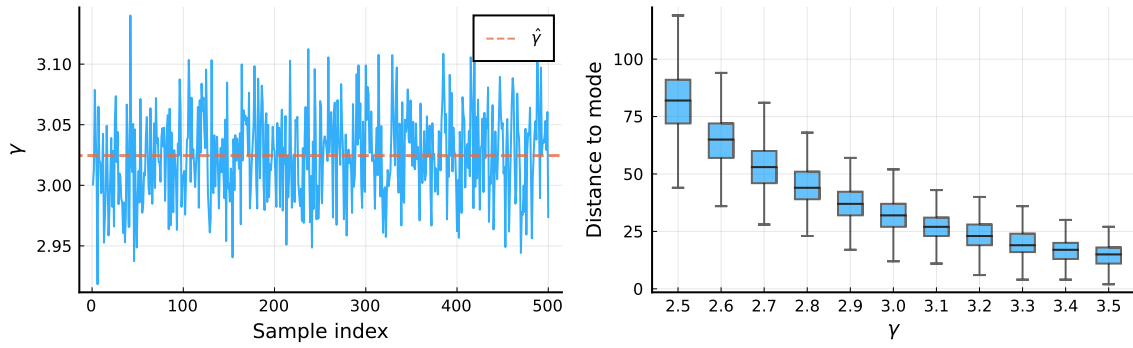 γ̂
3.10
3.05
3.00
2.95
γ
0 100 200 300 400 500
Sample index
100
75
50
25
0
Distance to mode
2.5 2.6 2.7 2.8 2.9 3.0 3.1 3.2 3.3 3.4 3.5
γ